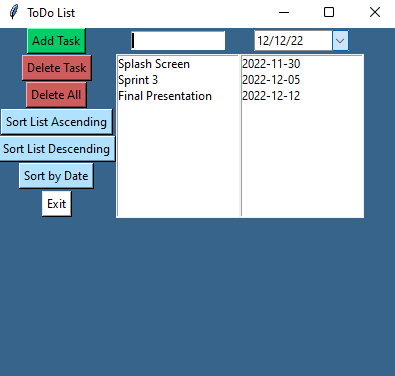 ToDo List
Add Task
12/12/22
Delete Task
Delete All
Sort List Ascending
Sort List Descending
Sort by Date
Exit
Splash Screen 2022-11-30
Sprint 3 2022-12-05
Final Presentation 2022-12-12